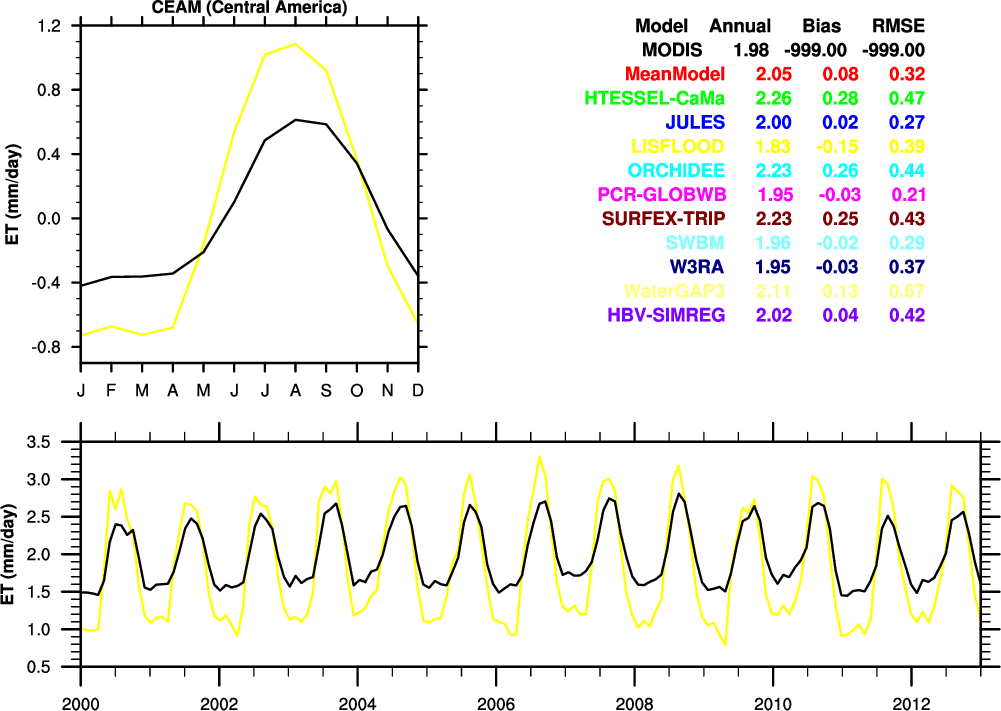 CEAM (Central America)
1.2
0.8
0.4
0.0
-0.4
-0.8
ET (mm/day)
J F M A M J J A S O N D
Model Annual Bias RMSE
MODIS 1.98 -999.00 -999.00
MeanModel 2.05 0.08 0.32
HTESSEL-CaMa 2.26 0.28 0.47
JULES 2.00 0.02 0.27
LISFLOOD 1.83 -0.15 0.39
ORCHIDEE 2.23 0.26 0.44
PCR-GLOBWB 1.95 -0.03 0.21
SURFEX-TRIP 2.23 0.25 0.43
SWBM 1.96 -0.02 0.29
W3RA 1.95 -0.03 0.37
WaterGAP3 2.11 0.13 0.67
HBV-SIMREG 2.02 0.04 0.42
3.5
3.0
2.5
2.0
1.5
1.0
0.5
ET (mm/day)
2000 2002 2004 2006 2008 2010 2012